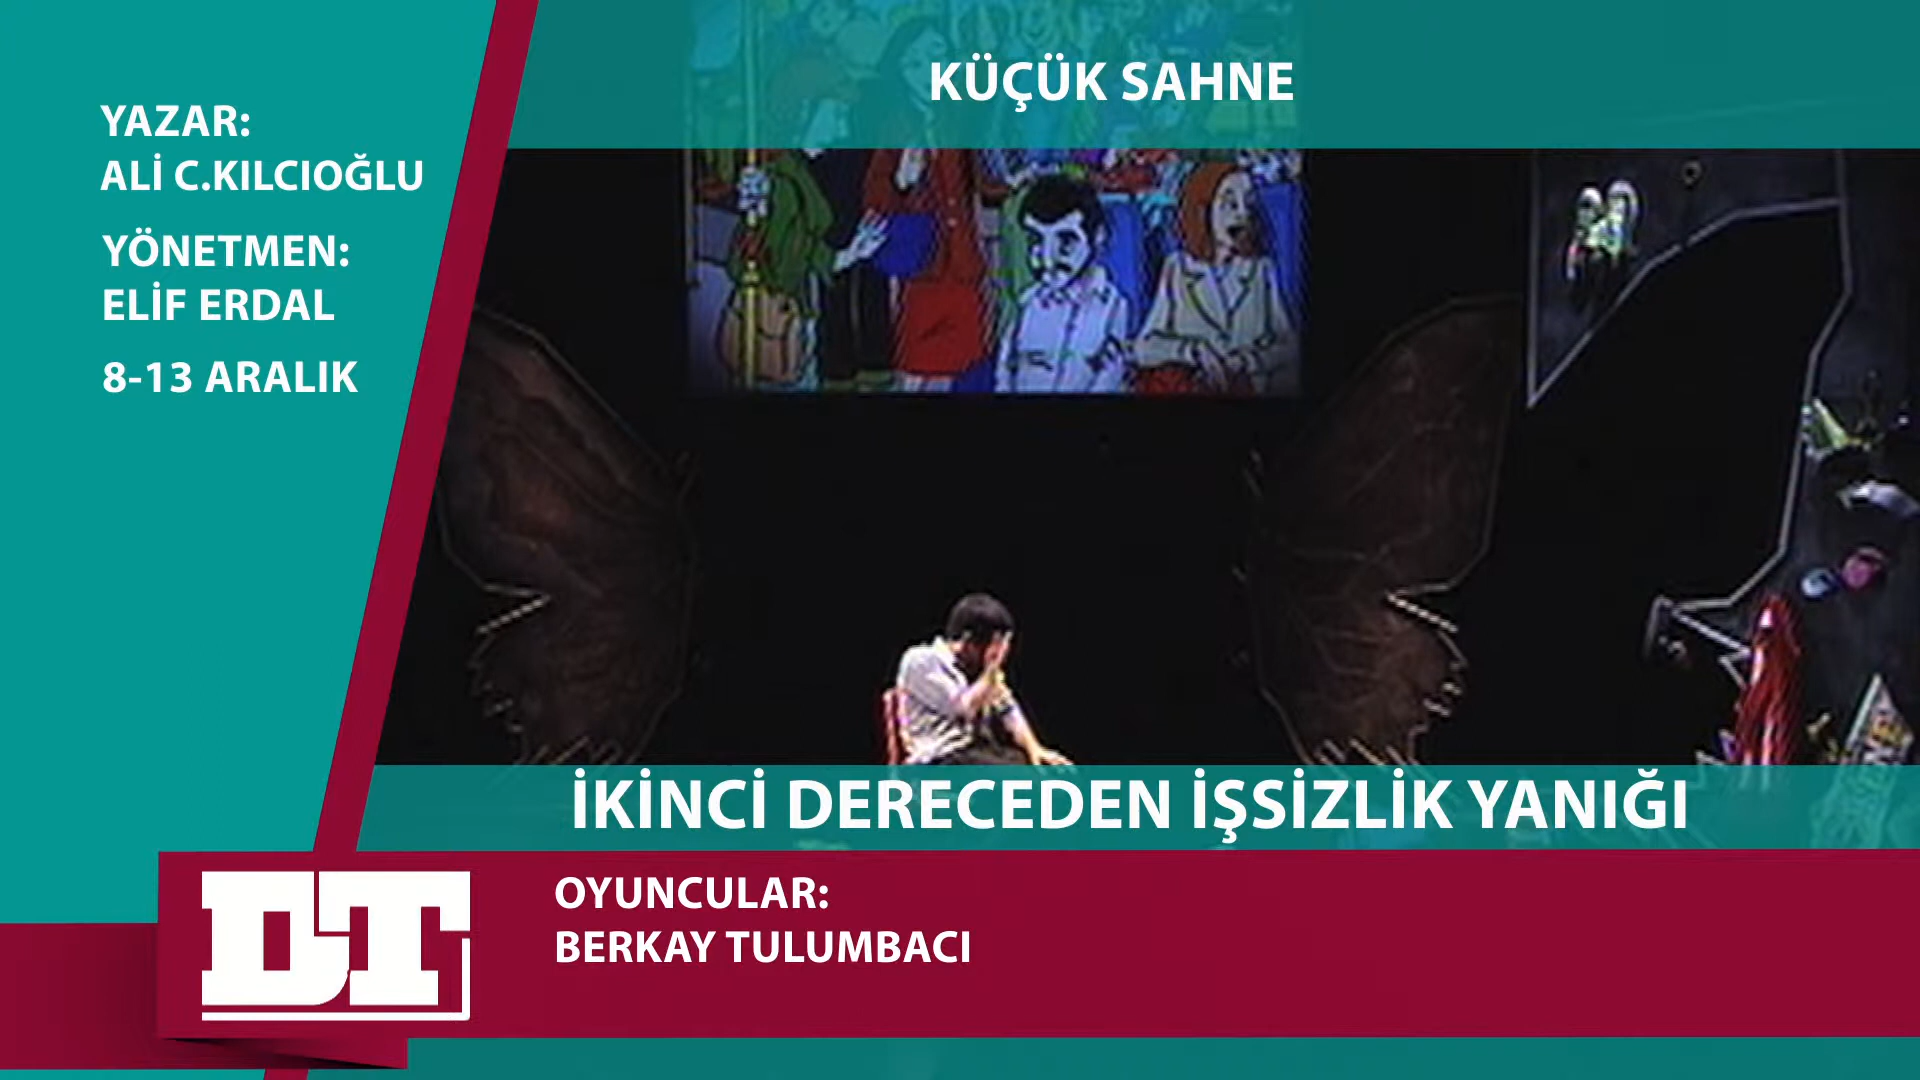 KÜÇÜK SAHNE
YAZAR:
ALİ C.KILCIOĞLU
YÖNETMEN:
ELİF ERDAL
8-13 ARALIK
İKİNCİ DERECEDEN İŞSİZLİK YANIĞI
DT
OYUNCULAR:
BERKAY TULUMBACI